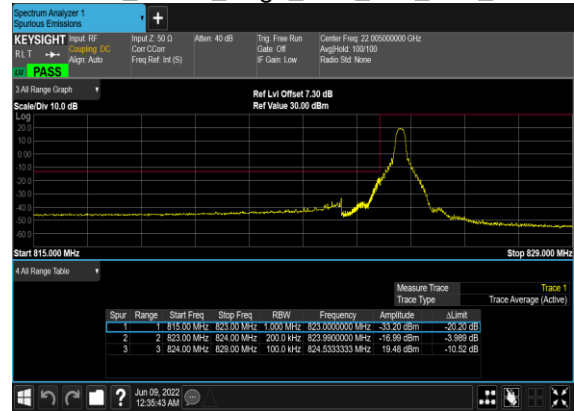 Spectrum Analyzer 1
Spurious Emissions
+
KEYSIGHT Input: RF Input Z: 50 Ω Atten: 40 dB Trig: Free Run Center Freq: 22.005000000 GHz
RLT Coupling: DC Corr CCorr Gate: Off Avg|Hold: 100/100
Align: Auto Freq Ref: Int (S) IF Gain: Low Radio Std: None
PASS
3 All Range Graph
Ref Lvl Offset 7.30 dB
Scale/Div 10.0 dB Ref Value 30.00 dBm
Log
20.0
10.0
0.00
-10.0
-20.0
-30.0
-40.0
-50.0
-60.0
Start 815.000 MHz Stop 829.000 MHz
4 All Range Table
Measure Trace Trace 1
Trace Type Trace Average (Active)
Spur Range Start Freq Stop Freq RBW Frequency Amplitude ΔLimit
1 1 815.00 MHz 823.00 MHz 1.000 MHz 823.0000000 MHz -33.20 dBm -20.20 dB
2 2 823.00 MHz 824.00 MHz 200.0 kHz 823.9900000 MHz -16.99 dBm -3.989 dB
3 3 824.00 MHz 829.00 MHz 100.0 kHz 824.5333333 MHz 19.48 dBm -10.52 dB
? Jun 09, 2022
12:35:43 AM